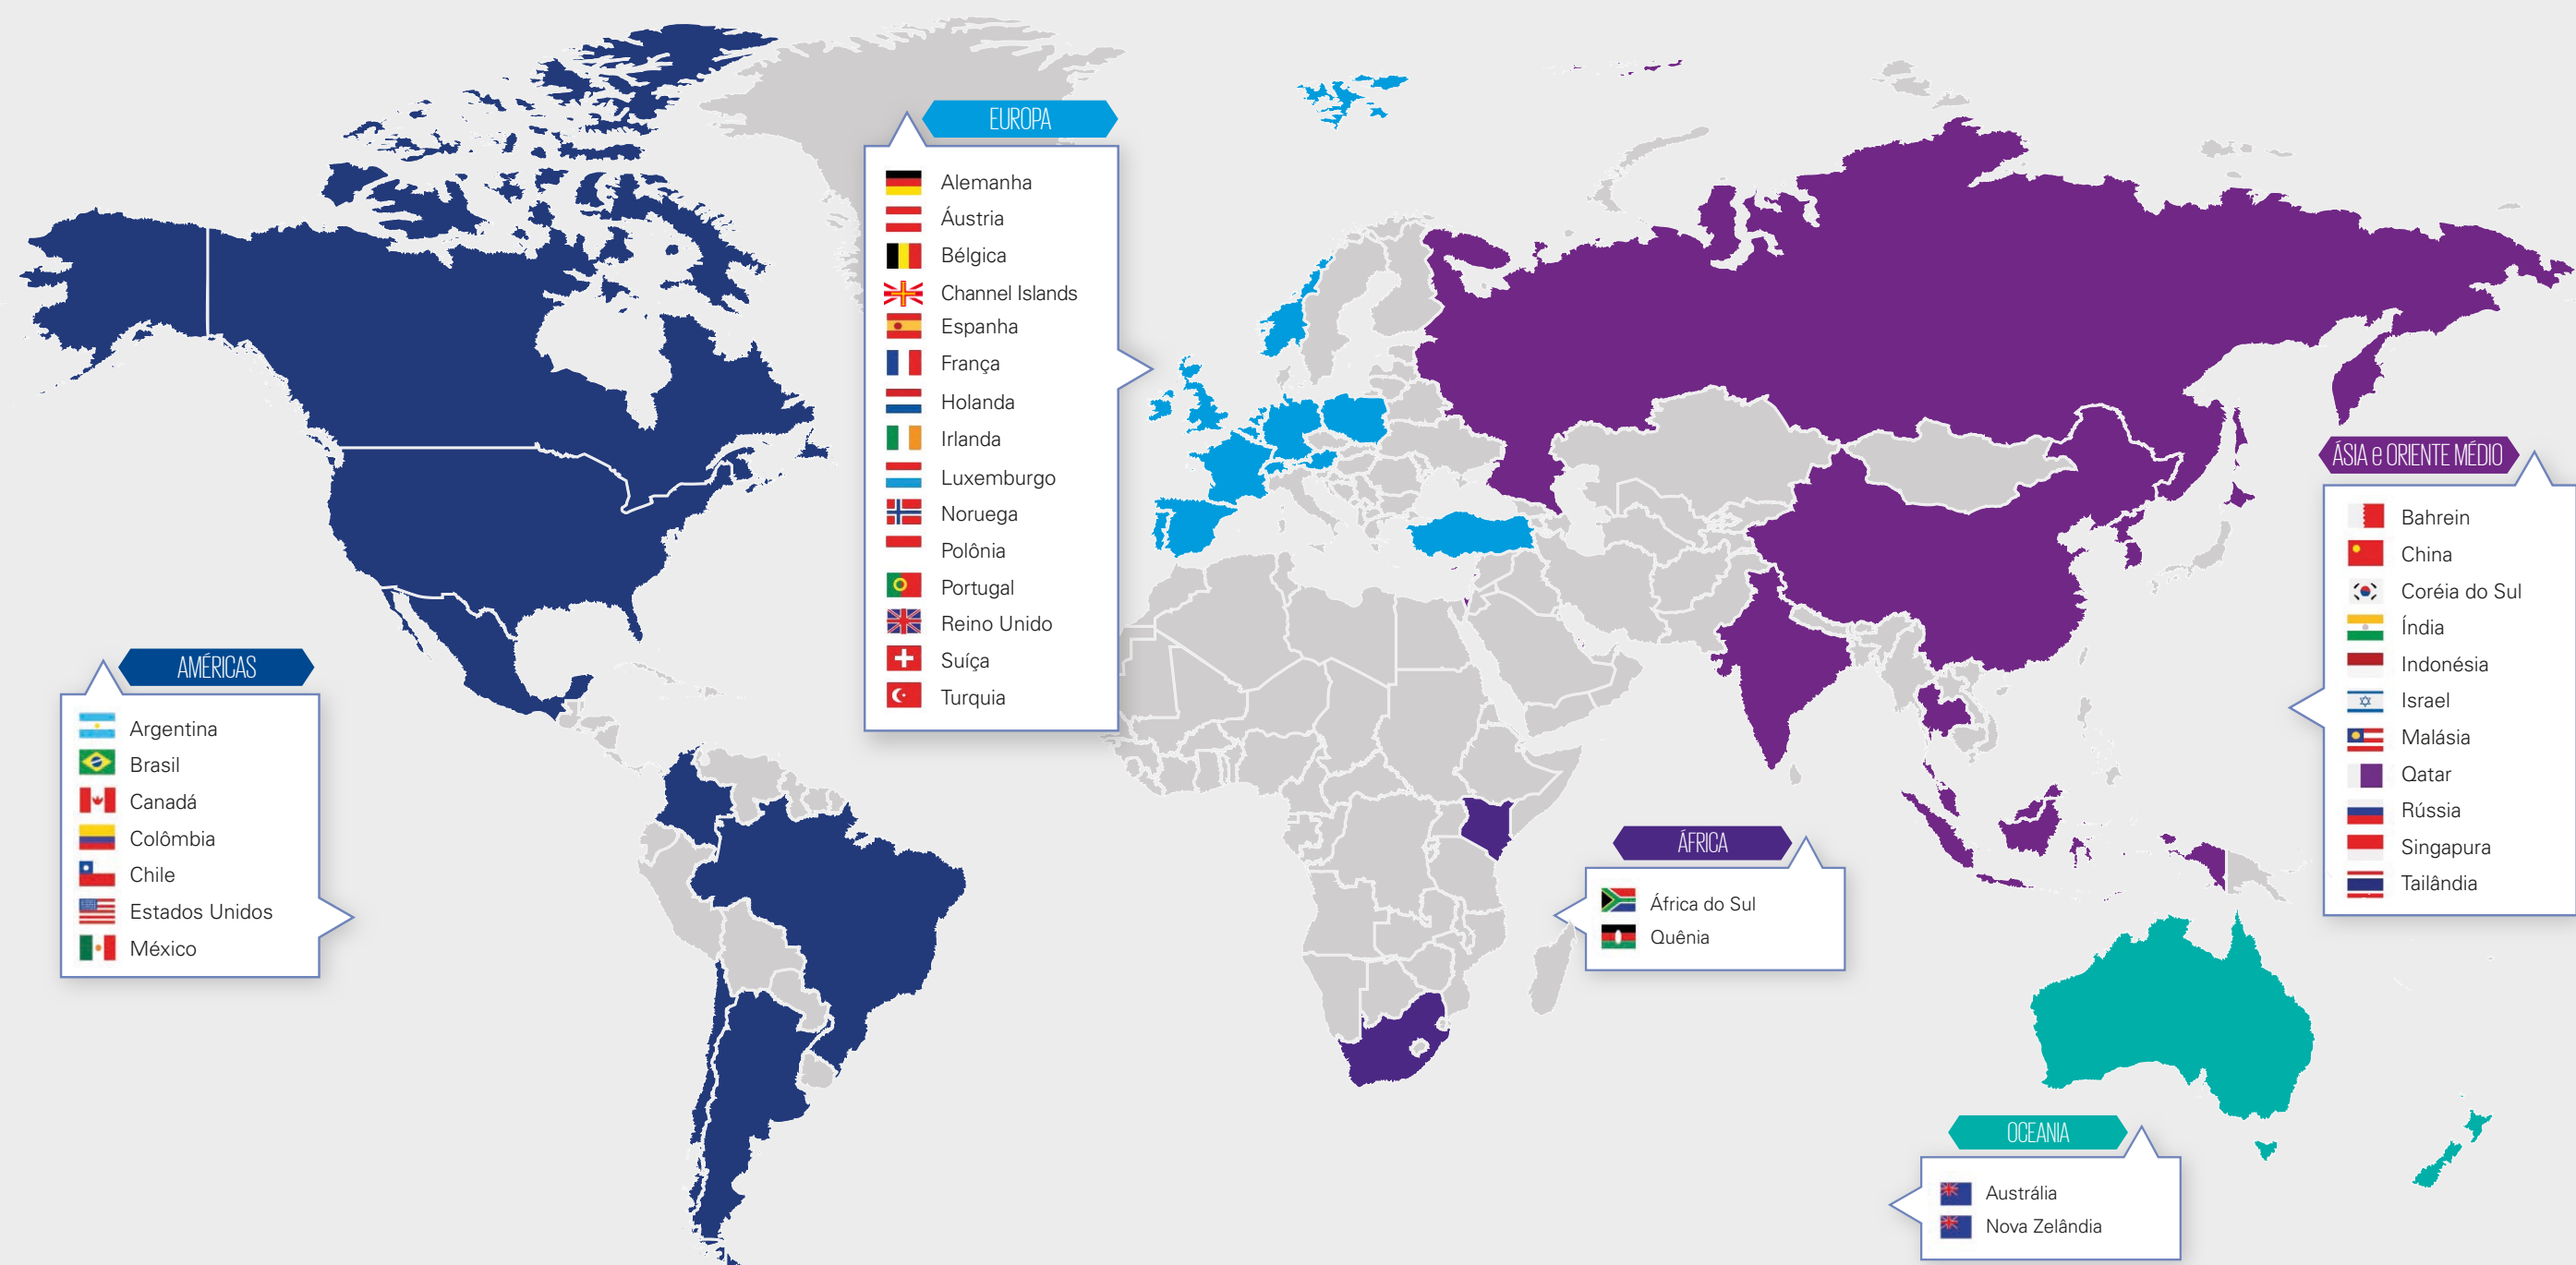 EUROPA
Alemanha
Áustria
Bélgica
Channel Islands
Espanha
França
Holanda
Irlanda
Luxemburgo
Noruega
Polônia
Portugal
Reino Unido
Suíça
Turquia
ÁSIA e ORIENTE MÉDIO
Bahrein
China
Coréia do Sul
Índia
Indonésia
Israel
Malásia
Qatar
Rússia
Singapura
Tailândia
AMÉRICAS
Argentina
Brasil
Canadá
Colômbia
Chile
Estados Unidos
México
ÁFRICA
África do Sul
Quênia
OCEANIA
Austrália
Nova Zelândia